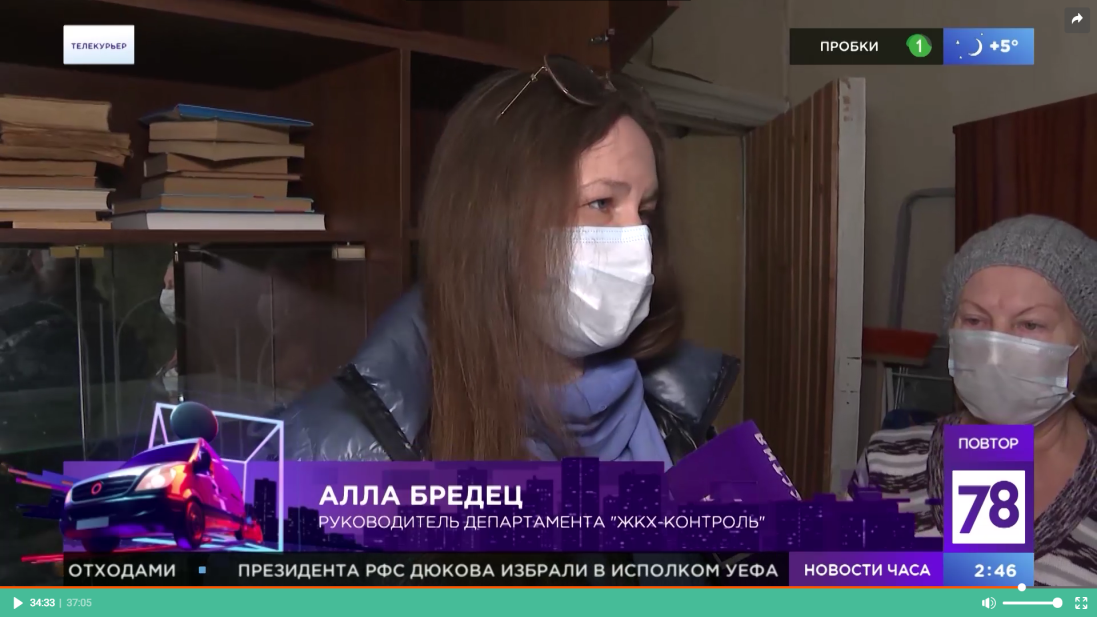 ТЕЛЕКУРЬЕР
ПРОБКИ 1 +5°
ПОВТОР
78
АЛЛА БРЕДЕЦ
РУКОВОДИТЕЛЬ ДЕПАРТАМЕНТА "ЖКХ-КОНТРОЛЬ"
ОТХОДАМИ ПРЕЗИДЕНТА РФС ДЮКОВА ИЗБРАЛИ В ИСПОЛКОМ УЕФА НОВОСТИ ЧАСА 2:46
34:33 | 37:05